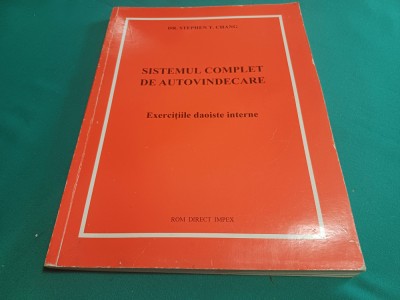 DR. STEPHEN T. CHANG
SISTEMUL COMPLET
DE AUTOVINDECARE
Exercițiile daoiste interne
ROM DIRECT IMPEX